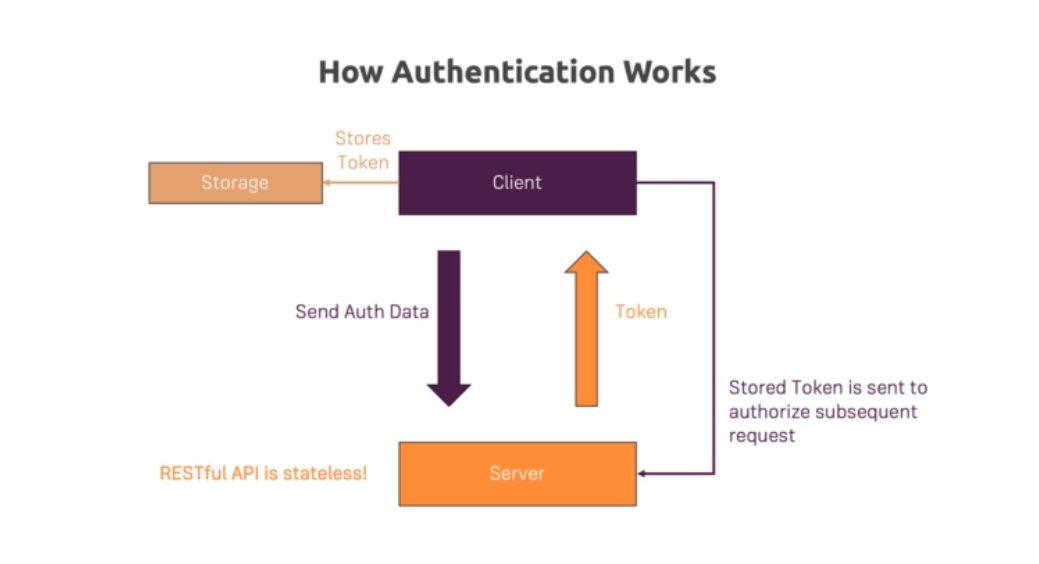 How Authentication Works
Stores
Token
Storage
Client
Send Auth Data
Token
Stored Token is sent to
authorize subsequent
request
RESTful API is stateless!
Server